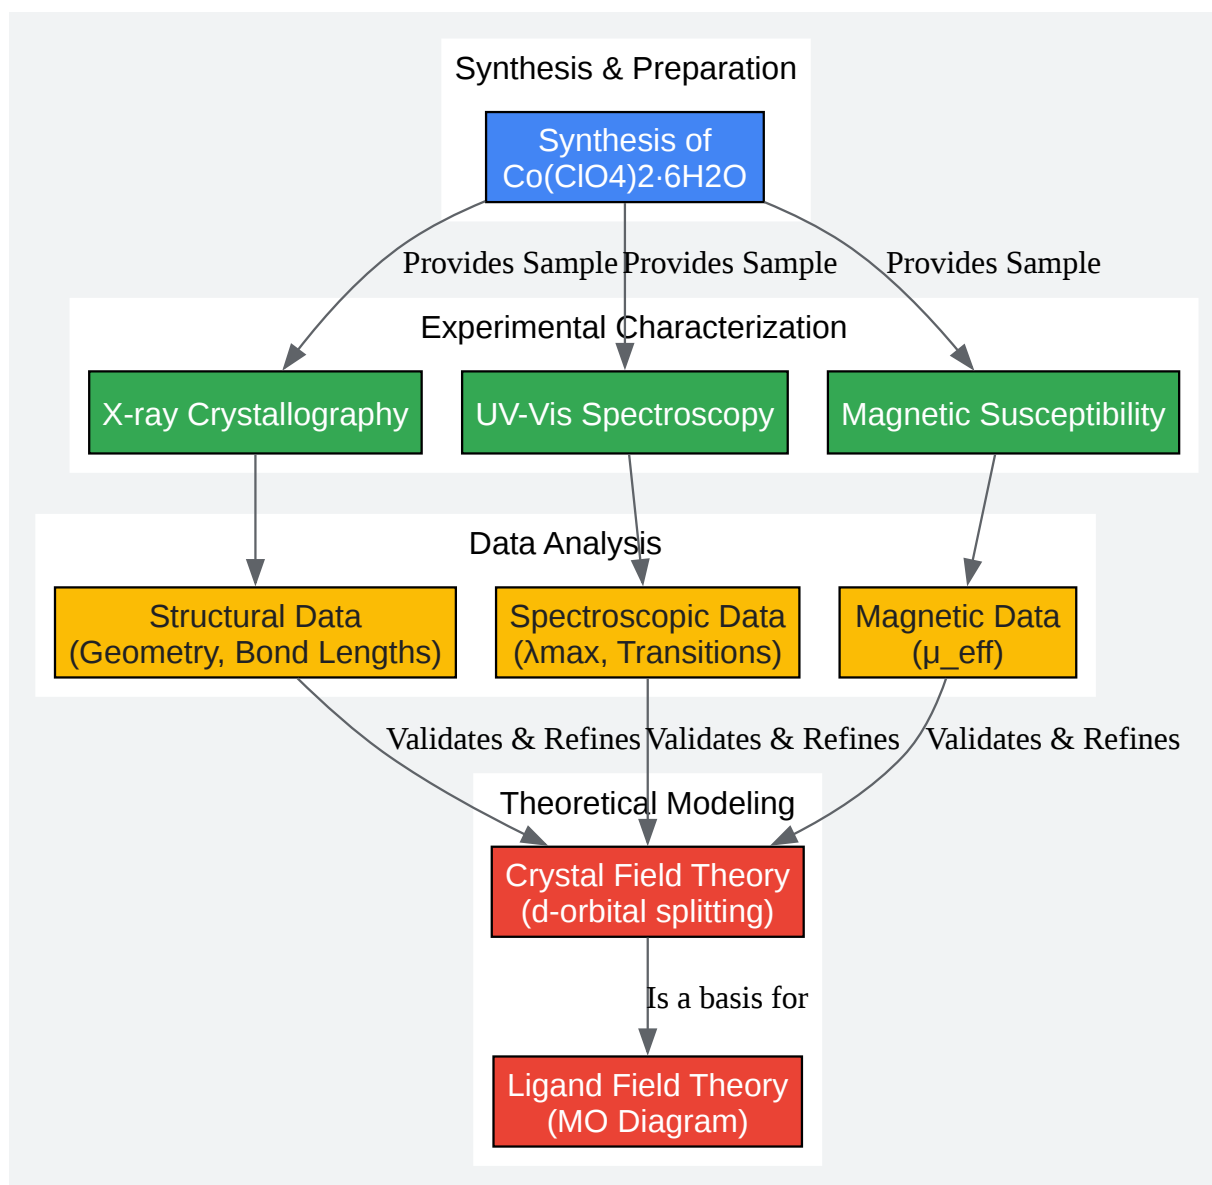 Synthesis & Preparation
Synthesis of
Co(ClO4)2·6H2O
Provides Sample
Provides Sample
Provides Sample
Experimental Characterization
X-ray Crystallography
UV-Vis Spectroscopy
Magnetic Susceptibility
Data Analysis
Structural Data
(Geometry, Bond Lengths)
Spectroscopic Data
(λmax, Transitions)
Magnetic Data
(μ_eff)
Validates & Refines
Validates & Refines
Validates & Refines
Theoretical Modeling
Crystal Field Theory
(d-orbital splitting)
Is a basis for
Ligand Field Theory
(MO Diagram)